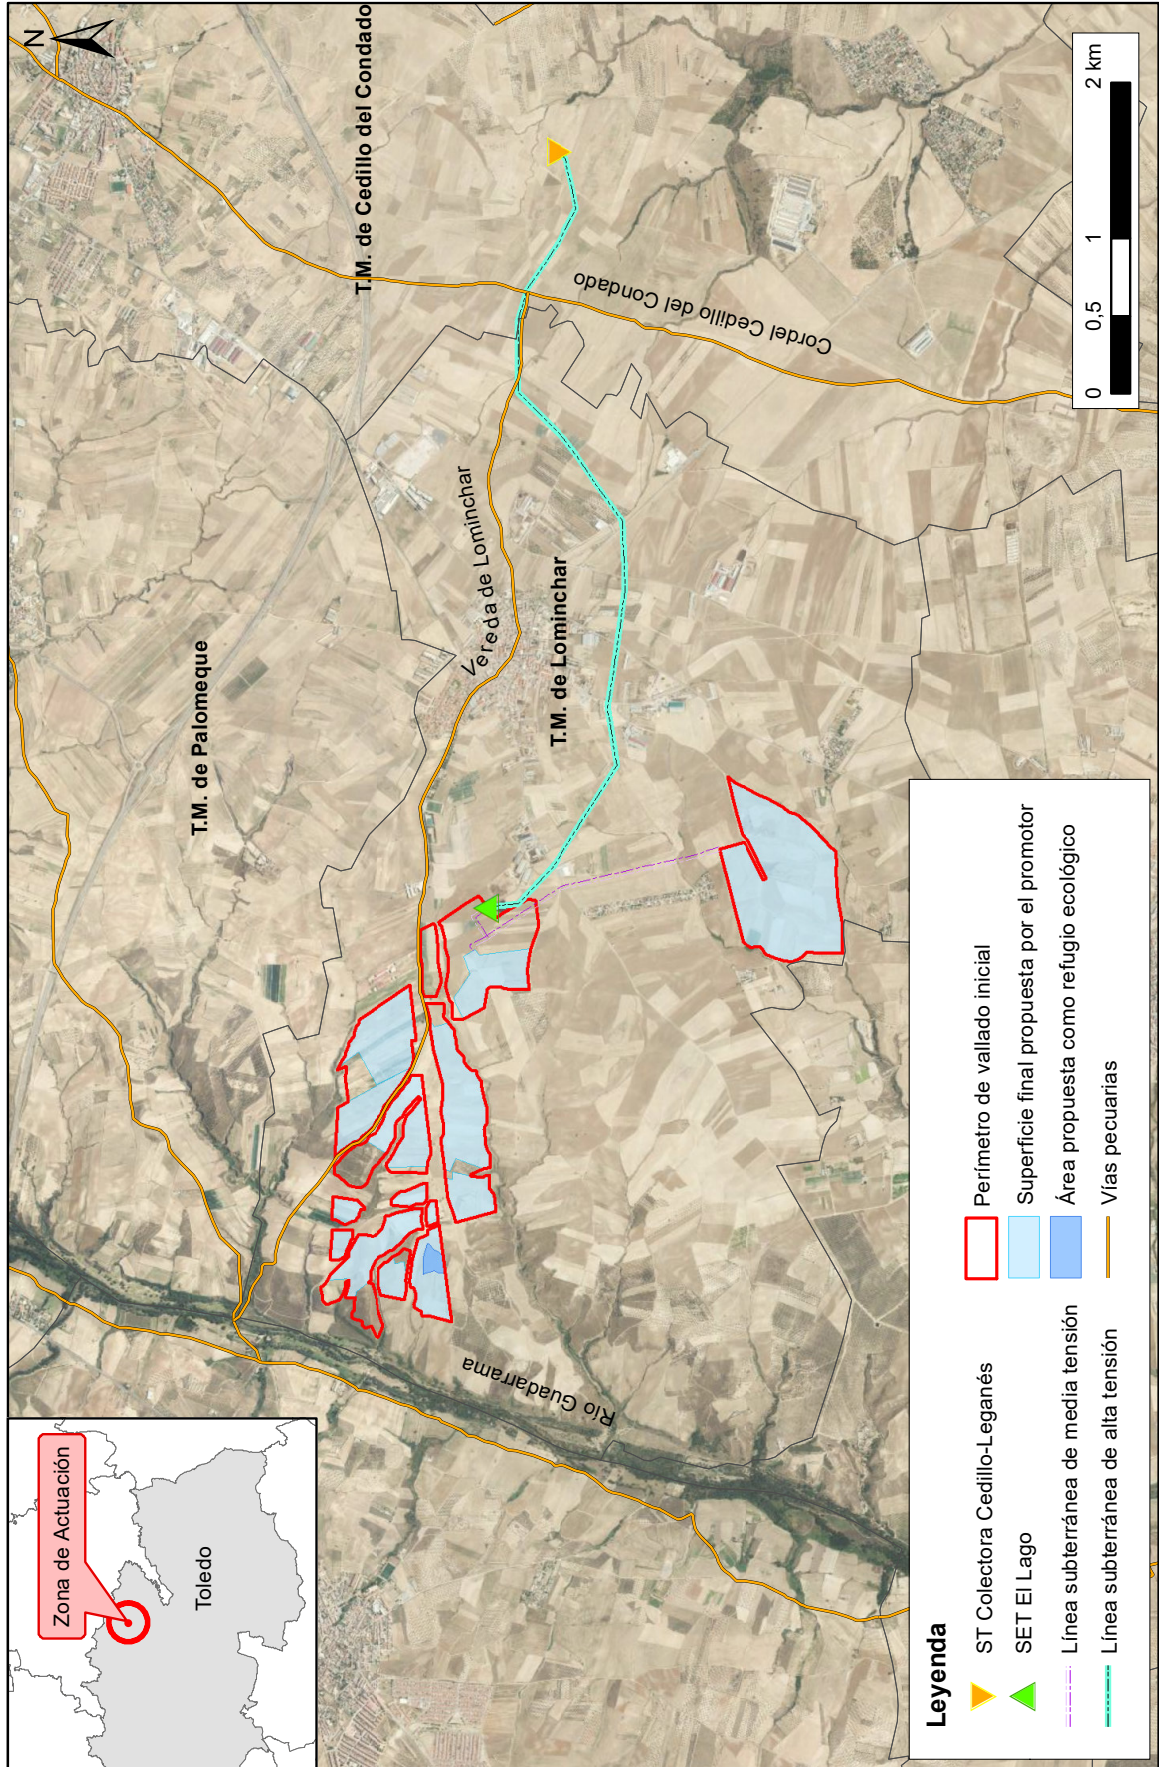 Zona de Actuación
Toledo
N
T.M. de Palomeque
T.M. de Cedillo del Condado
Vereda de Lominchar
T.M. de Lominchar
Cordel Cedillo del Condado
Río Guadarrama
0 0,5 1 2 km
Leyenda
ST Colectora Cedillo-Leganés
SET El Lago
Línea subterránea de media tensión
Línea subterránea de alta tensión
Perímetro de vallado inicial
Superficie final propuesta por el promotor
Área propuesta como refugio ecológico
Vías pecuarias